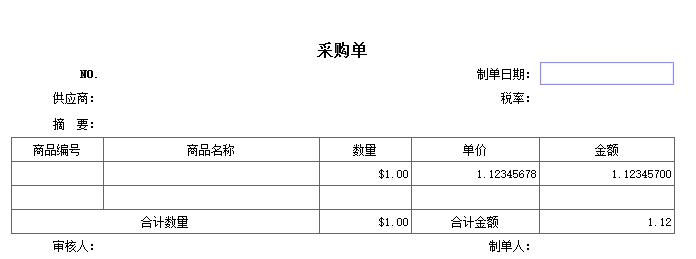 采购单
NO. 制单日期：
供应商： 税率：
摘 要：
商品编号 商品名称 数量 单价 金额
$1.00 1.12345678 1.12345700
合计数量 $1.00 合计金额 1.12
审核人： 制单人：